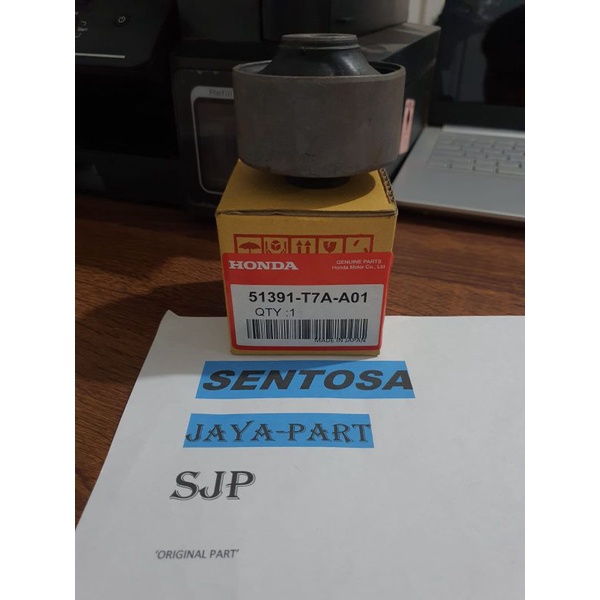 Refill
HONDA
GENUINE PARTS
Honda Motor Co., Ltd
51391-T7A-A01
QTY :1
MADE IN JAPAN
SENTOSA
JAYA-PART
SJP
'ORIGINAL PART'